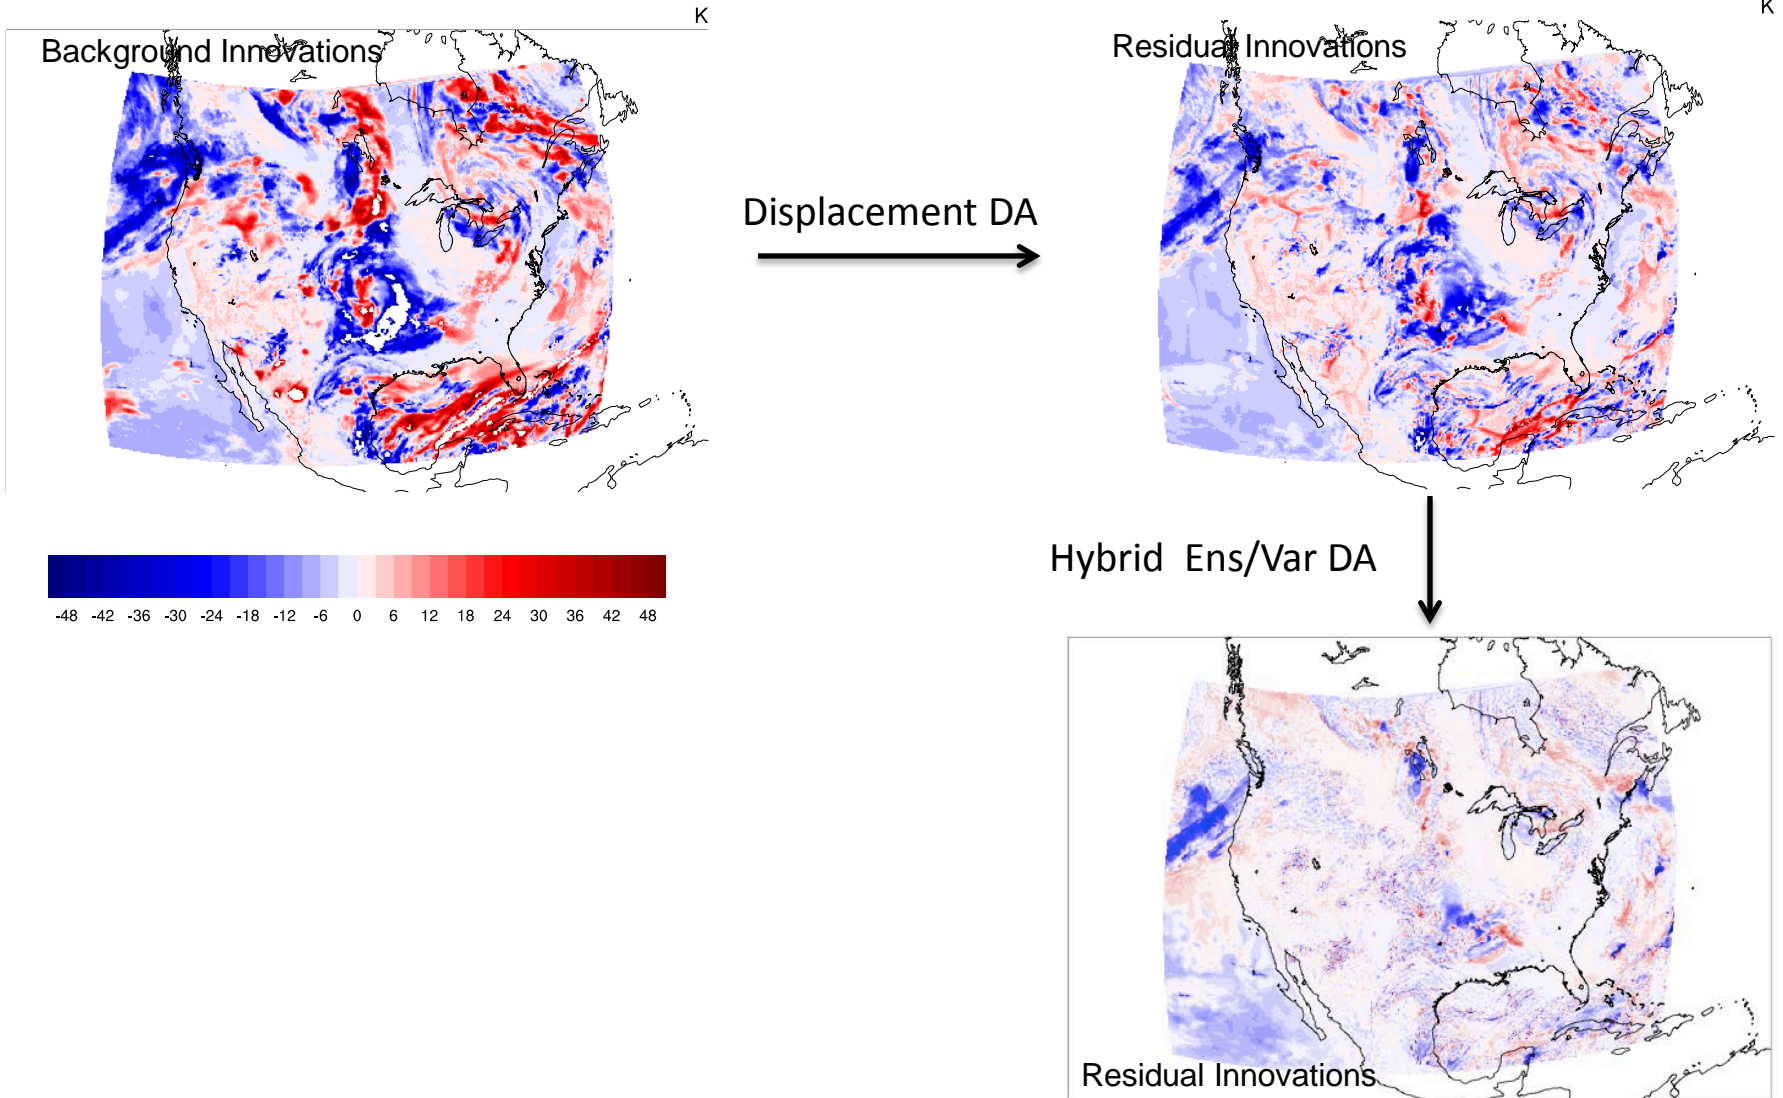 K
K
Background Innovations
Residual Innovations
Displacement DA
Hybrid Ens/Var DA
-48 -42 -36 -30 -24 -18 -12 -6 0 6 12 18 24 30 36 42 48
Residual Innovations